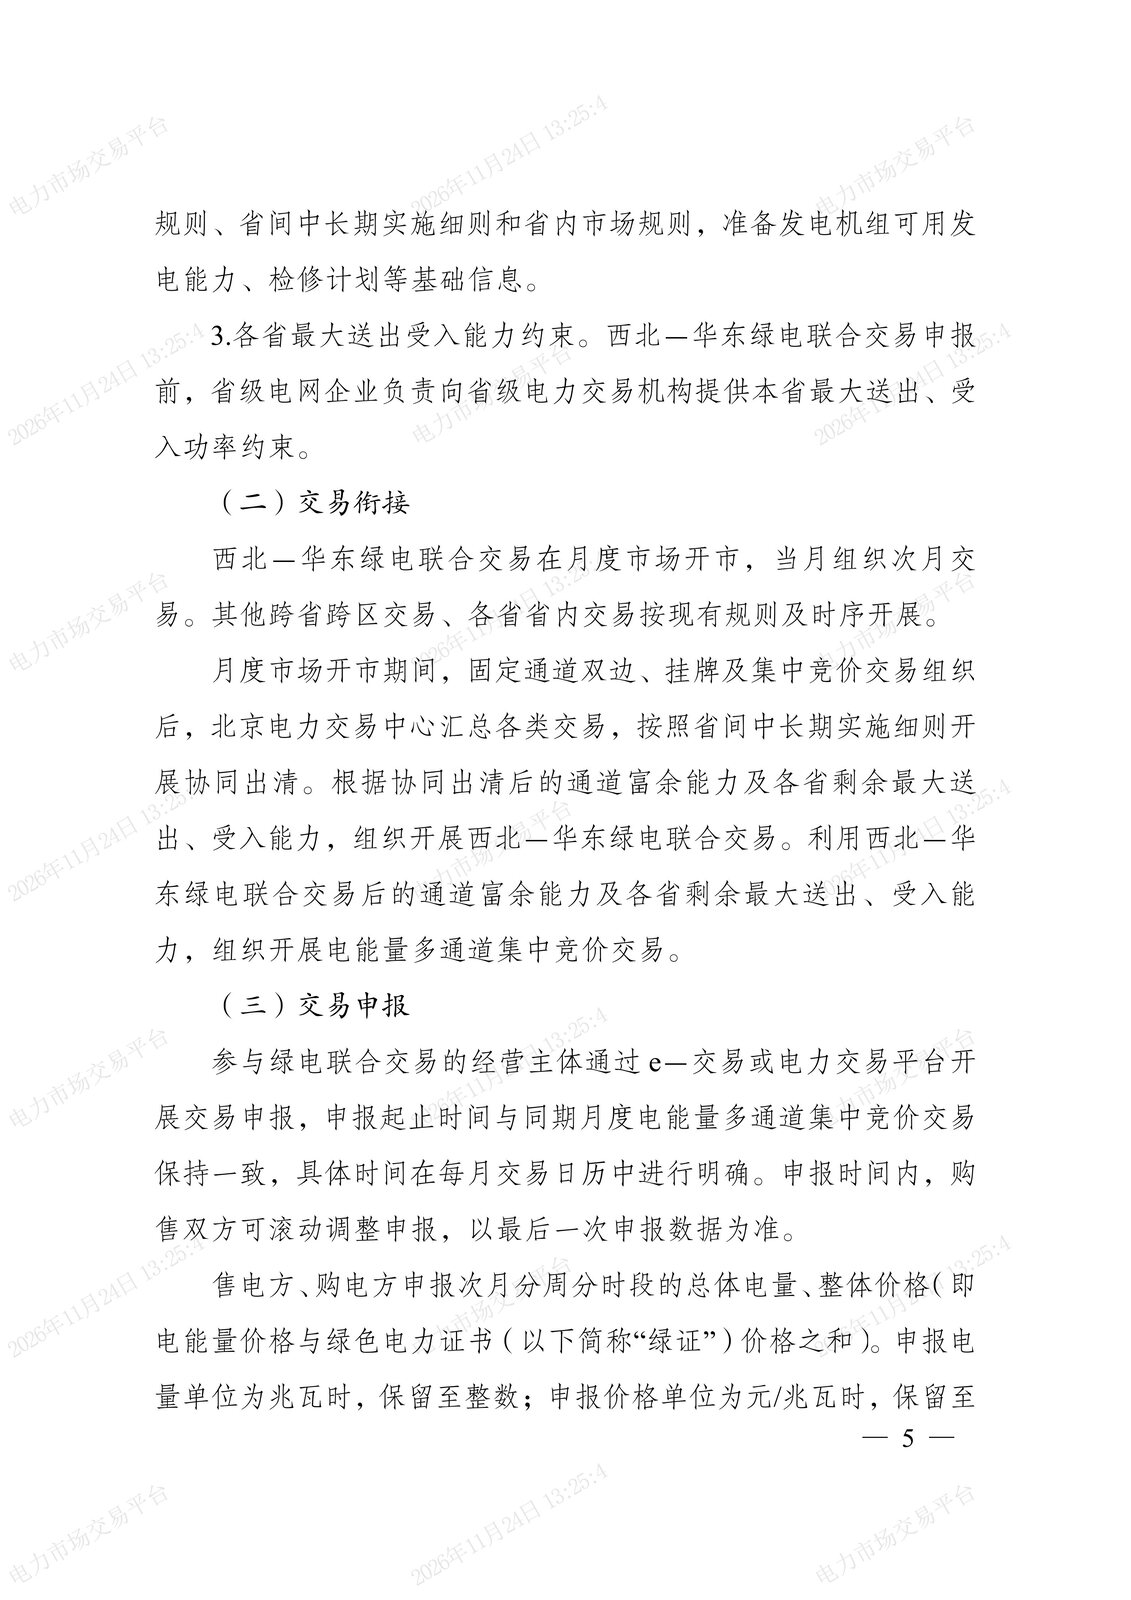 规则、省间中长期实施细则和省内市场规则，准备发电机组可用发
电能力、检修计划等基础信息。
3.各省最大送出受入能力约束。西北—华东绿电联合交易申报
前，省级电网企业负责向省级电力交易机构提供本省最大送出、受
入功率约束。
（二）交易衔接
西北—华东绿电联合交易在月度市场开市，当月组织次月交
易。其他跨省跨区交易、各省省内交易按现有规则及时序开展。
月度市场开市期间，固定通道双边、挂牌及集中竞价交易组织
后，北京电力交易中心汇总各类交易，按照省间中长期实施细则开
展协同出清。根据协同出清后的通道富余能力及各省剩余最大送
出、受入能力，组织开展西北—华东绿电联合交易。利用西北—华
东绿电联合交易后的通道富余能力及各省剩余最大送出、受入能
力，组织开展电能量多通道集中竞价交易。
（三）交易申报
参与绿电联合交易的经营主体通过 e—交易或电力交易平台开
展交易申报，申报起止时间与同期月度电能量多通道集中竞价交易
保持一致，具体时间在每月交易日历中进行明确。申报时间内，购
售双方可滚动调整申报，以最后一次申报数据为准。
售电方、购电方申报次月分周分时段的总体电量、整体价格（即
电能量价格与绿色电力证书（以下简称“绿证”）价格之和）。申报电
量单位为兆瓦时，保留至整数；申报价格单位为元/兆瓦时，保留至
— 5 —
电力市场交易平台
2026年11月24日 13:25:4